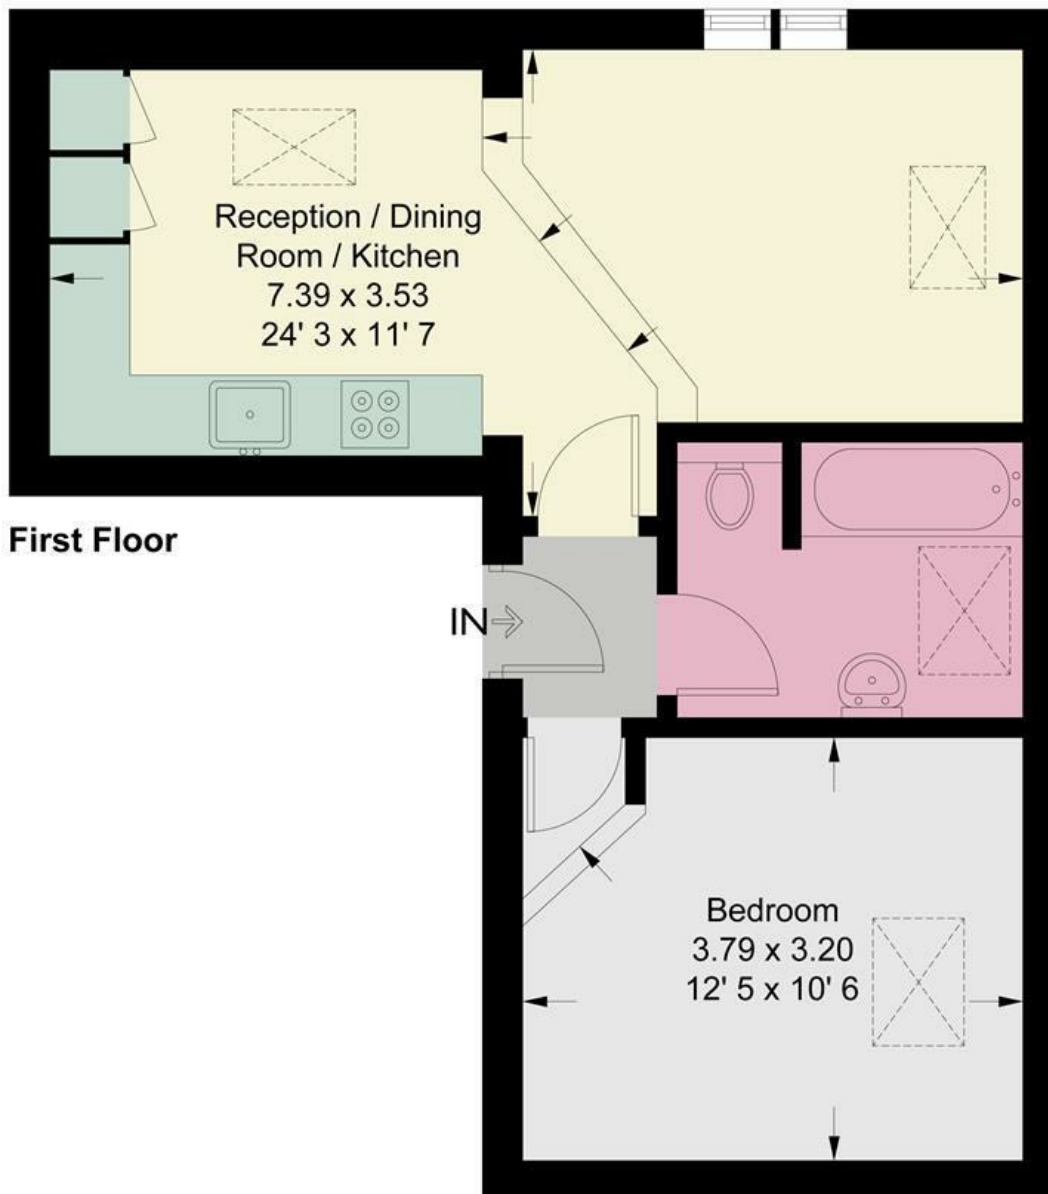 Reception / Dining
Room / Kitchen
7.39 x 3.53
24' 3 x 11' 7
First Floor
IN
Bedroom
3.79 x 3.20
12' 5 x 10' 6